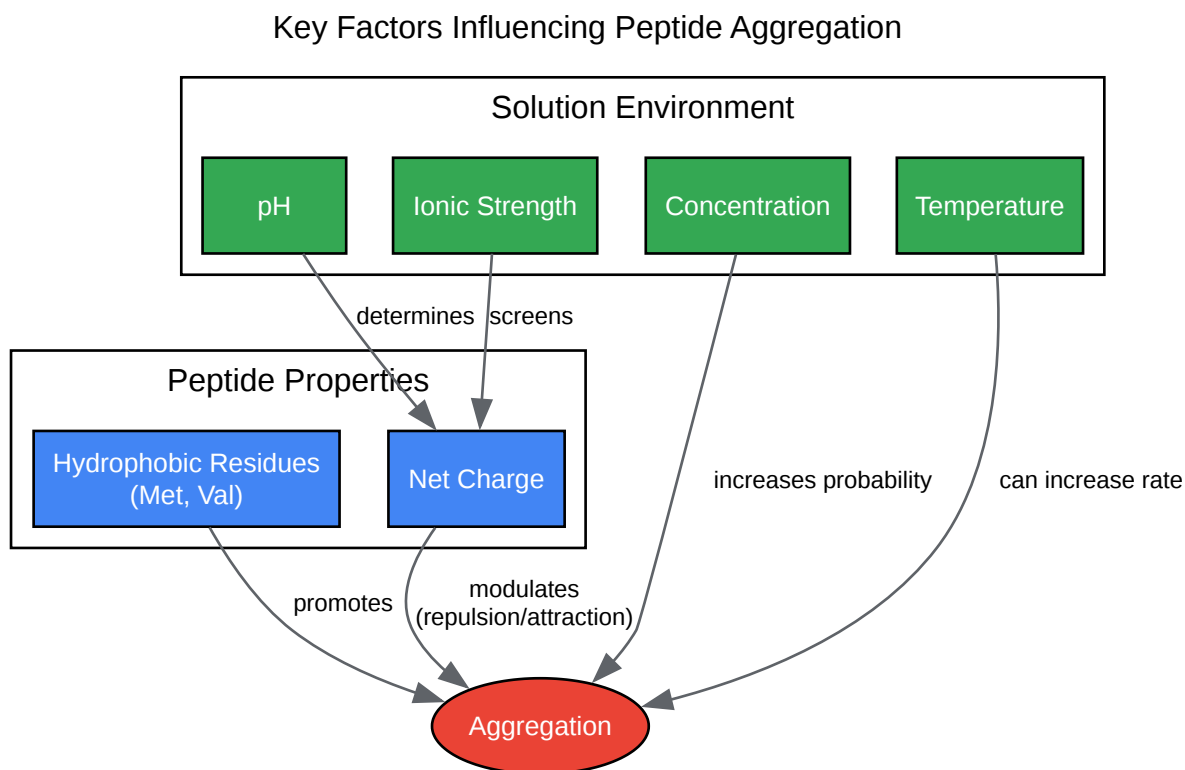 Key Factors Influencing Peptide Aggregation
Solution Environment
pH
Ionic Strength
Concentration
Temperature
determines
screens
Peptide Properties
Hydrophobic Residues
(Met, Val)
Net Charge
increases probability
can increase rate
promotes
modulates
(repulsion/attraction)
Aggregation